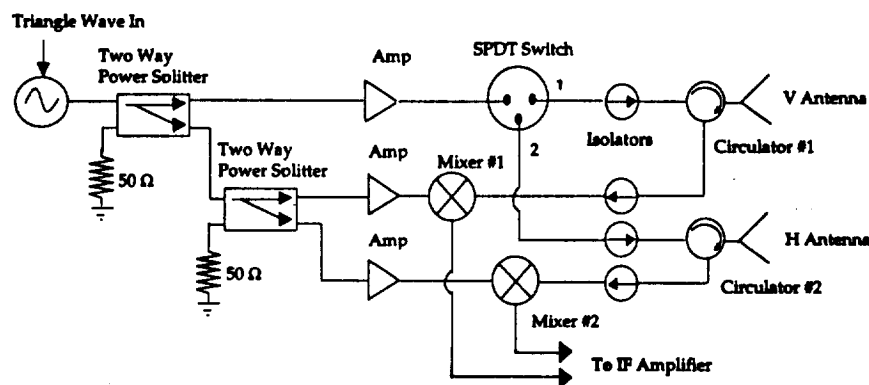 Triangle Wave In
Two Way
Power Solitter
Amp
SPDT Switch
1
2
V Antenna
Isolators
Circulator #1
50 Ω
Two Way
Power Solitter
Amp
Mixer #1
50 Ω
Amp
H Antenna
Circulator #2
Mixer #2
To IF Amplifier